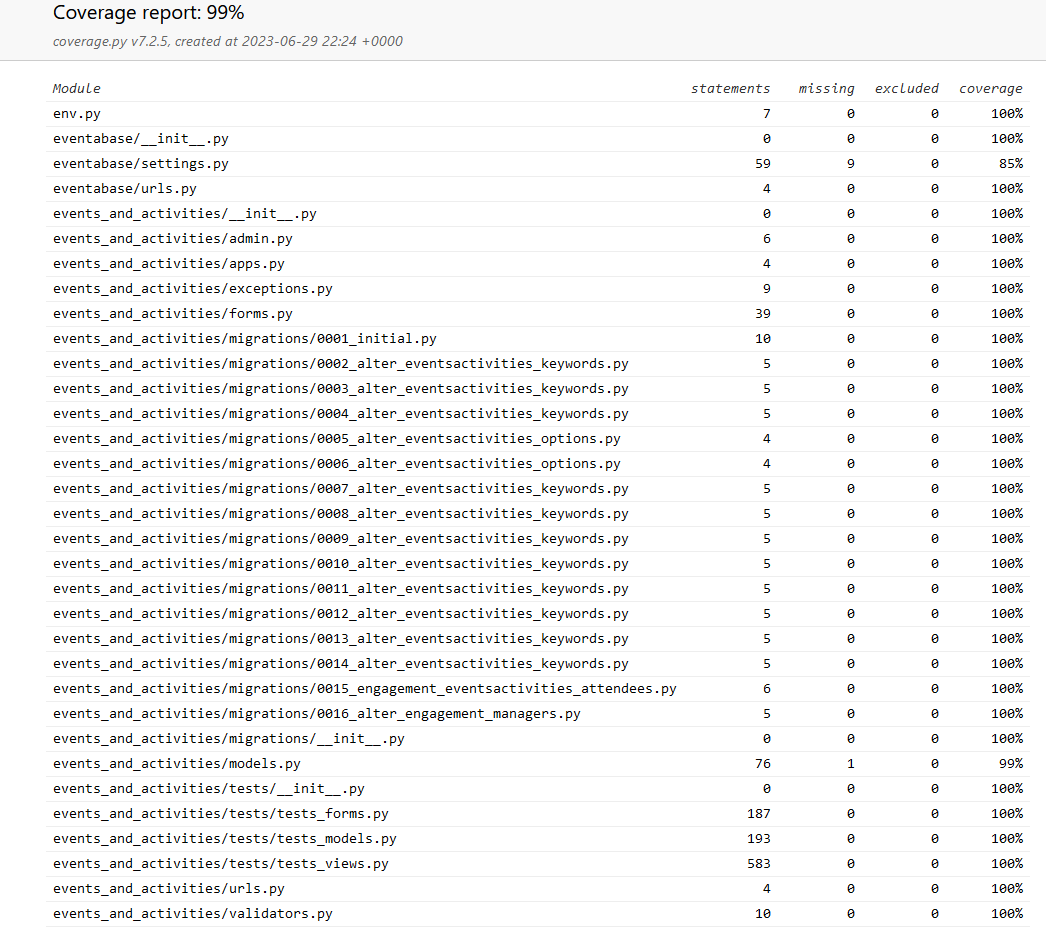 Coverage report: 99%
coverage.py v7.2.5, created at 2023-06-29 22:24 +0000
Module statements missing excluded coverage
env.py 7 0 0 100%
eventabase/__init__.py 0 0 0 100%
eventabase/settings.py 59 9 0 85%
eventabase/urls.py 4 0 0 100%
events_and_activities/__init__.py 0 0 0 100%
events_and_activities/admin.py 6 0 0 100%
events_and_activities/apps.py 4 0 0 100%
events_and_activities/exceptions.py 9 0 0 100%
events_and_activities/forms.py 39 0 0 100%
events_and_activities/migrations/0001_initial.py 10 0 0 100%
events_and_activities/migrations/0002_alter_eventsactivities_keywords.py 5 0 0 100%
events_and_activities/migrations/0003_alter_eventsactivities_keywords.py 5 0 0 100%
events_and_activities/migrations/0004_alter_eventsactivities_keywords.py 5 0 0 100%
events_and_activities/migrations/0005_alter_eventsactivities_options.py 4 0 0 100%
events_and_activities/migrations/0006_alter_eventsactivities_options.py 4 0 0 100%
events_and_activities/migrations/0007_alter_eventsactivities_keywords.py 5 0 0 100%
events_and_activities/migrations/0008_alter_eventsactivities_keywords.py 5 0 0 100%
events_and_activities/migrations/0009_alter_eventsactivities_keywords.py 5 0 0 100%
events_and_activities/migrations/0010_alter_eventsactivities_keywords.py 5 0 0 100%
events_and_activities/migrations/0011_alter_eventsactivities_keywords.py 5 0 0 100%
events_and_activities/migrations/0012_alter_eventsactivities_keywords.py 5 0 0 100%
events_and_activities/migrations/0013_alter_eventsactivities_keywords.py 5 0 0 100%
events_and_activities/migrations/0014_alter_eventsactivities_keywords.py 5 0 0 100%
events_and_activities/migrations/0015_engagement_eventsactivities_attendees.py 6 0 0 100%
events_and_activities/migrations/0016_alter_engagement_managers.py 5 0 0 100%
events_and_activities/migrations/__init__.py 0 0 0 100%
events_and_activities/models.py 76 1 0 99%
events_and_activities/tests/__init__.py 0 0 0 100%
events_and_activities/tests/tests_forms.py 187 0 0 100%
events_and_activities/tests/tests_models.py 193 0 0 100%
events_and_activities/tests/tests_views.py 583 0 0 100%
events_and_activities/urls.py 4 0 0 100%
events_and_activities/validators.py 10 0 0 100%